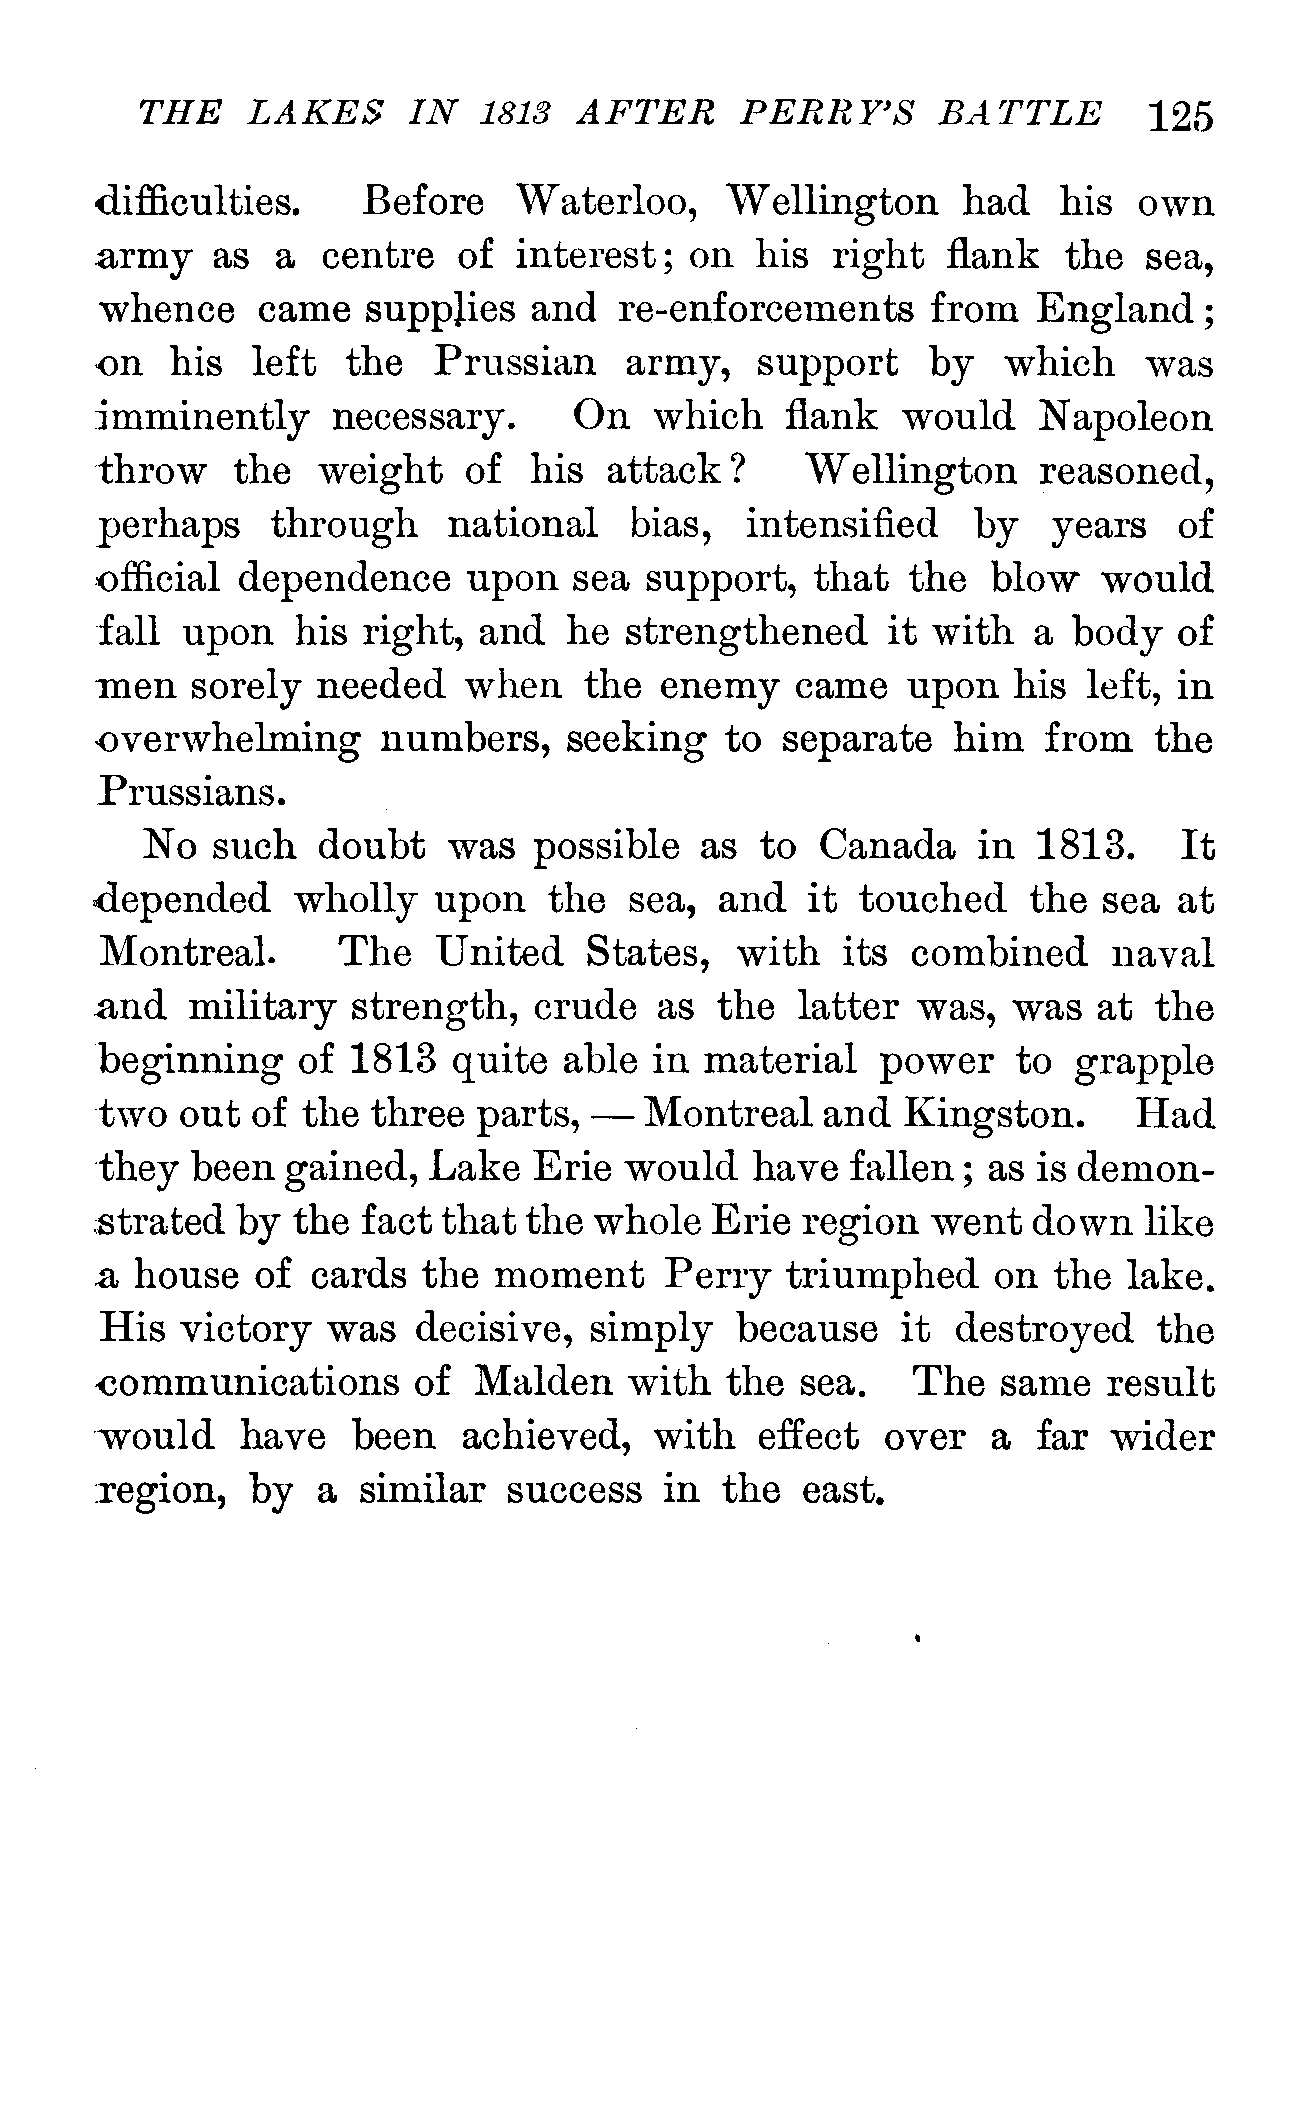 THE LAKES IN 1813 AFTER PERRY'S BATTLE 125
difficulties. Before Waterloo, Wellington had his own
army as a centre of interest; on his right flank the sea,
whence came supplies and re-enforcements from England;
on his left the Prussian army, support by which was
imminently necessary. On which flank would Napoleon
throw the weight of his attack? Wellington reasoned,
perhaps through national bias, intensified by years of
official dependence upon sea support, that the blow would
fall upon his right, and he strengthened it with a body of
men sorely needed when the enemy came upon his left, in
overwhelming numbers, seeking to separate him from the
Prussians.
No such doubt was possible as to Canada in 1813. It
depended wholly upon the sea, and it touched the sea at
Montreal. The United States, with its combined naval
and military strength, crude as the latter was, was at the
beginning of 1813 quite able in material power to grapple
two out of the three parts, — Montreal and Kingston. Had
they been gained, Lake Erie would have fallen; as is demon-
strated by the fact that the whole Erie region went down like
a house of cards the moment Perry triumphed on the lake.
His victory was decisive, simply because it destroyed the
communications of Malden with the sea. The same result
would have been achieved, with effect over a far wider
region, by a similar success in the east.